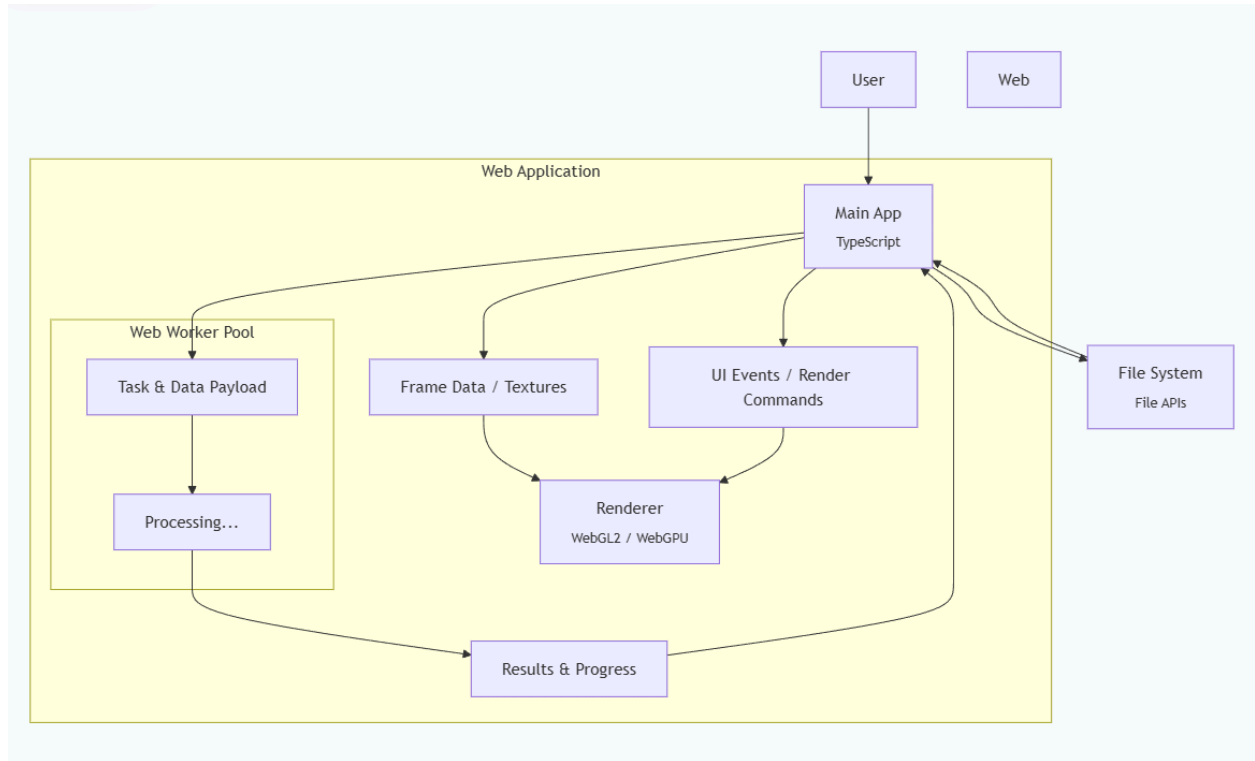 User
Web
Web Application
Main App
TypeScript
Web Worker Pool
Task & Data Payload
Frame Data / Textures
UI Events / Render
Commands
File System
File APIs
Processing...
Renderer
WebGL2 / WebGPU
Results & Progress